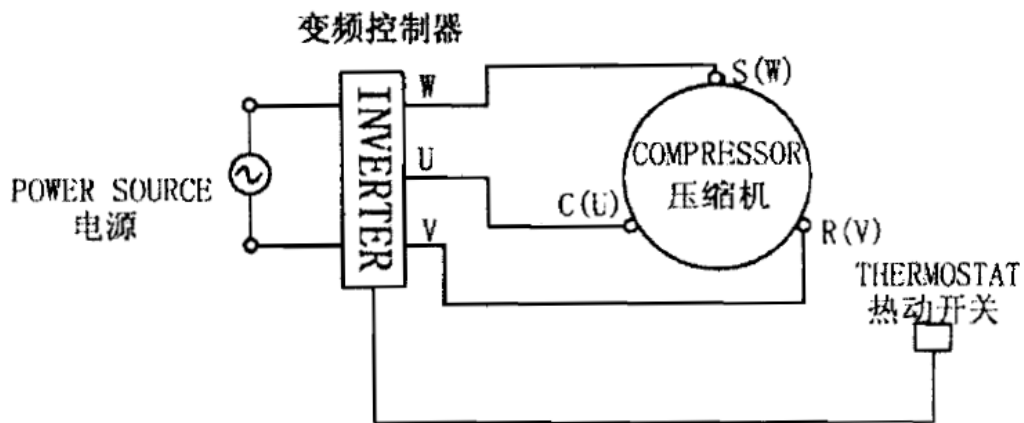 变频控制器
INVERTER
W
U
V
S(W)
COMPRESSOR
压缩机
C(U)
R(V)
POWER SOURCE
电源
THERMOSTAT
热动开关